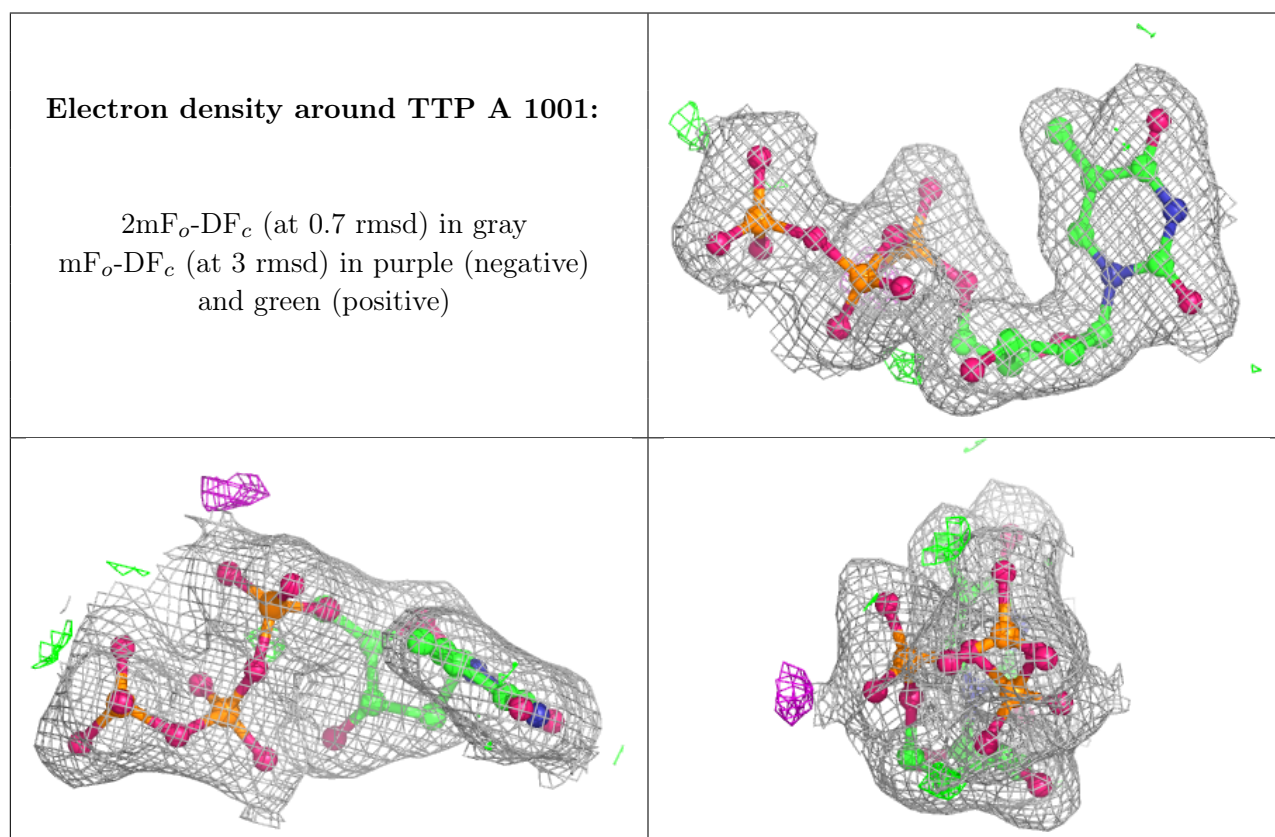 Electron density around TTP A 1001:
2mFo-DFc (at 0.7 rmsd) in gray
mFo-DFc (at 3 rmsd) in purple (negative)
and green (positive)